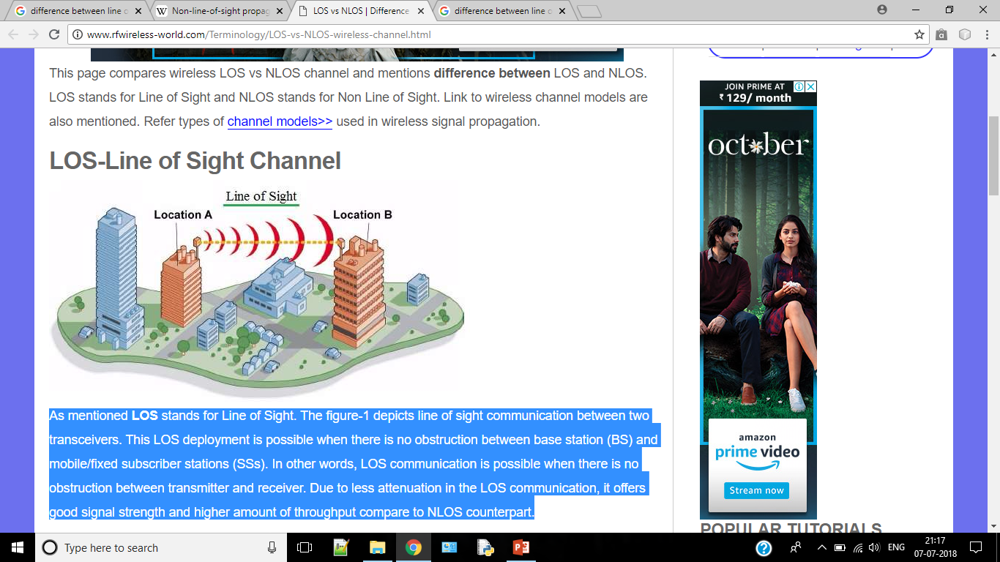 difference between line o
Non-line-of-sight propag
LOS vs NLOS | Difference
difference between line o
www.rfwireless-world.com/Terminology/LOS-vs-NLOS-wireless-channel.html
This page compares wireless LOS vs NLOS channel and mentions difference between LOS and NLOS.
LOS stands for Line of Sight and NLOS stands for Non Line of Sight. Link to wireless channel models are
also mentioned. Refer types of channel models>> used in wireless signal propagation.
LOS-Line of Sight Channel
Line of Sight
Location A
Location B
As mentioned LOS stands for Line of Sight. The figure-1 depicts line of sight communication between two
transceivers. This LOS deployment is possible when there is no obstruction between base station (BS) and
mobile/fixed subscriber stations (SSs). In other words, LOS communication is possible when there is no
obstruction between transmitter and receiver. Due to less attenuation in the LOS communication, it offers
good signal strength and higher amount of throughput compare to NLOS counterpart.
JOIN PRIME AT
₹ 129/ month
october
amazon
prime video
Stream now
POPULAR TUTORIALS
Type here to search
ENG
21:17
07-07-2018